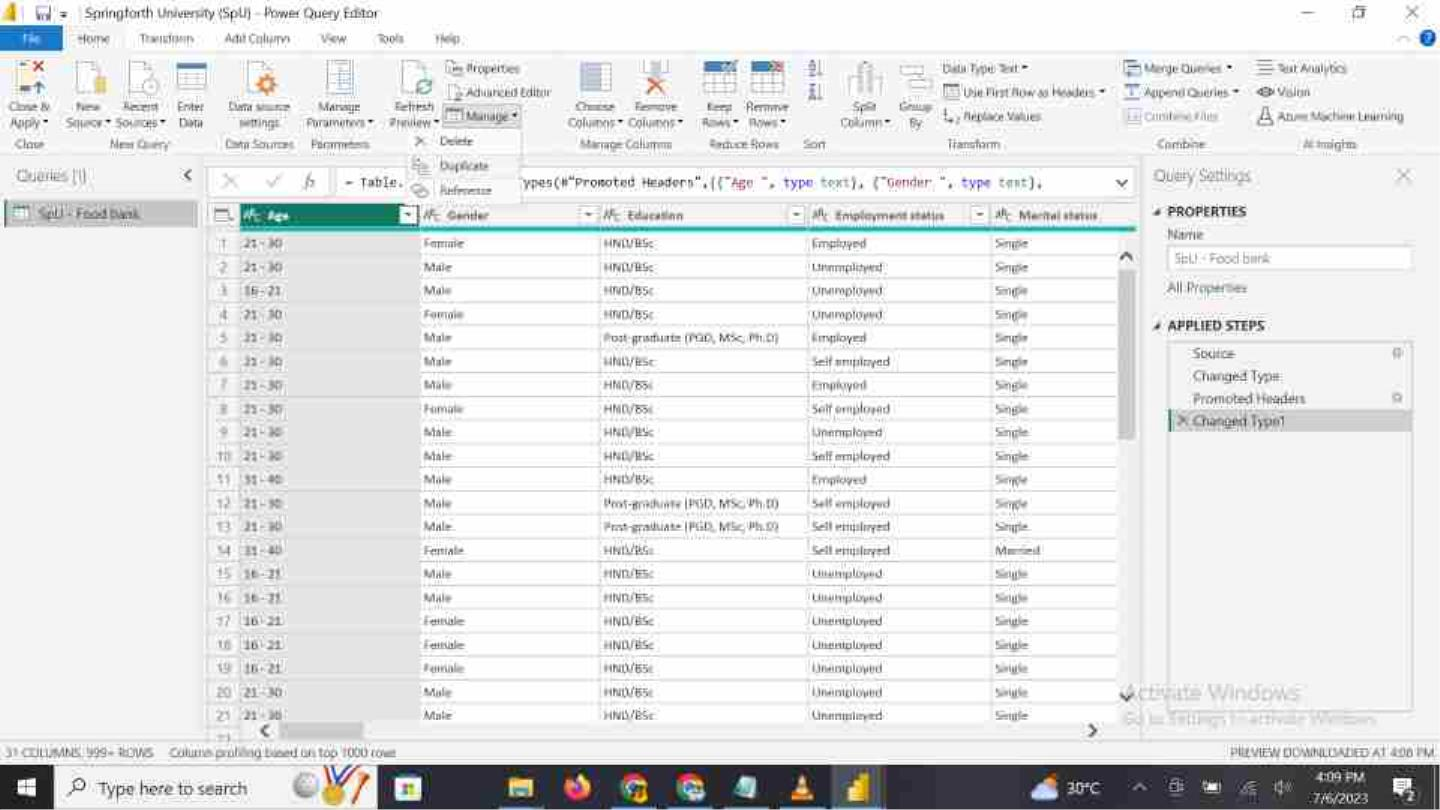 Springforth University (SpU) - Power Query Editor
File Home Transform Add Column View Tools Help
Close & Apply
New Source
Recent Sources
Enter Data
Data source settings
Manage Parameters
Refresh Preview
Properties
Advanced Editor
Manage
Choose Columns
Remove Columns
Keep Rows
Remove Rows
Split Column
Group By
Data Type Text
Use First Row as Headers
Replace Values
Merge Queries
Append Queries
Combine Files
Text Analytics
Vision
Azure Machine Learning
Close New Query Data Sources Parameters Manage Columns Reduce Rows Sort Transform Combine AI Insights
Delete
Duplicate
Reference
Queries [1]
SpU - Food bank
fx = Table. ypes(#"Promoted Headers",{{"Age ", type text}, {"Gender ", type text},
Age Gender Education Employment status Merital status
1 21 - 30 Female HND/BSc Employed Single
2 21 - 30 Male HND/BSc Unemployed Single
3 16 - 21 Male HND/BSc Unemployed Single
4 21 - 30 Female HND/BSc Unemployed Single
5 21 - 30 Male Post-graduate (PGD, MSc, Ph.D) Employed Single
6 21 - 30 Male HND/BSc Self employed Single
7 21 - 30 Male HND/BSc Employed Single
8 21 - 30 Female HND/BSc Self employed Single
9 21 - 30 Male HND/BSc Unemployed Single
10 21 - 30 Male HND/BSc Self employed Single
11 31 - 40 Male HND/BSc Employed Single
12 21 - 30 Male Post-graduate (PGD, MSc, Ph.D) Self employed Single
13 21 - 30 Male Post-graduate (PGD, MSc, Ph.D) Self employed Single
14 31 - 40 Female HND/BSc Self employed Married
15 16 - 21 Male HND/BSc Unemployed Single
16 16 - 21 Male HND/BSc Unemployed Single
17 16 - 21 Female HND/BSc Unemployed Single
18 16 - 21 Female HND/BSc Unemployed Single
19 16 - 21 Female HND/BSc Unemployed Single
20 21 - 30 Male HND/BSc Unemployed Single
21 21 - 30 Male HND/BSc Unemployed Single
Query Settings
PROPERTIES
Name
SpU - Food bank
All Properties
APPLIED STEPS
Source
Changed Type
Promoted Headers
Changed Type1
Activate Windows
Go to Settings to activate Windows.
31 COLUMNS, 999+ ROWS Column profiling based on top 1000 rows
PREVIEW DOWNLOADED AT 4:06 PM
Type here to search
30°C
4:09 PM
7/6/2023
2